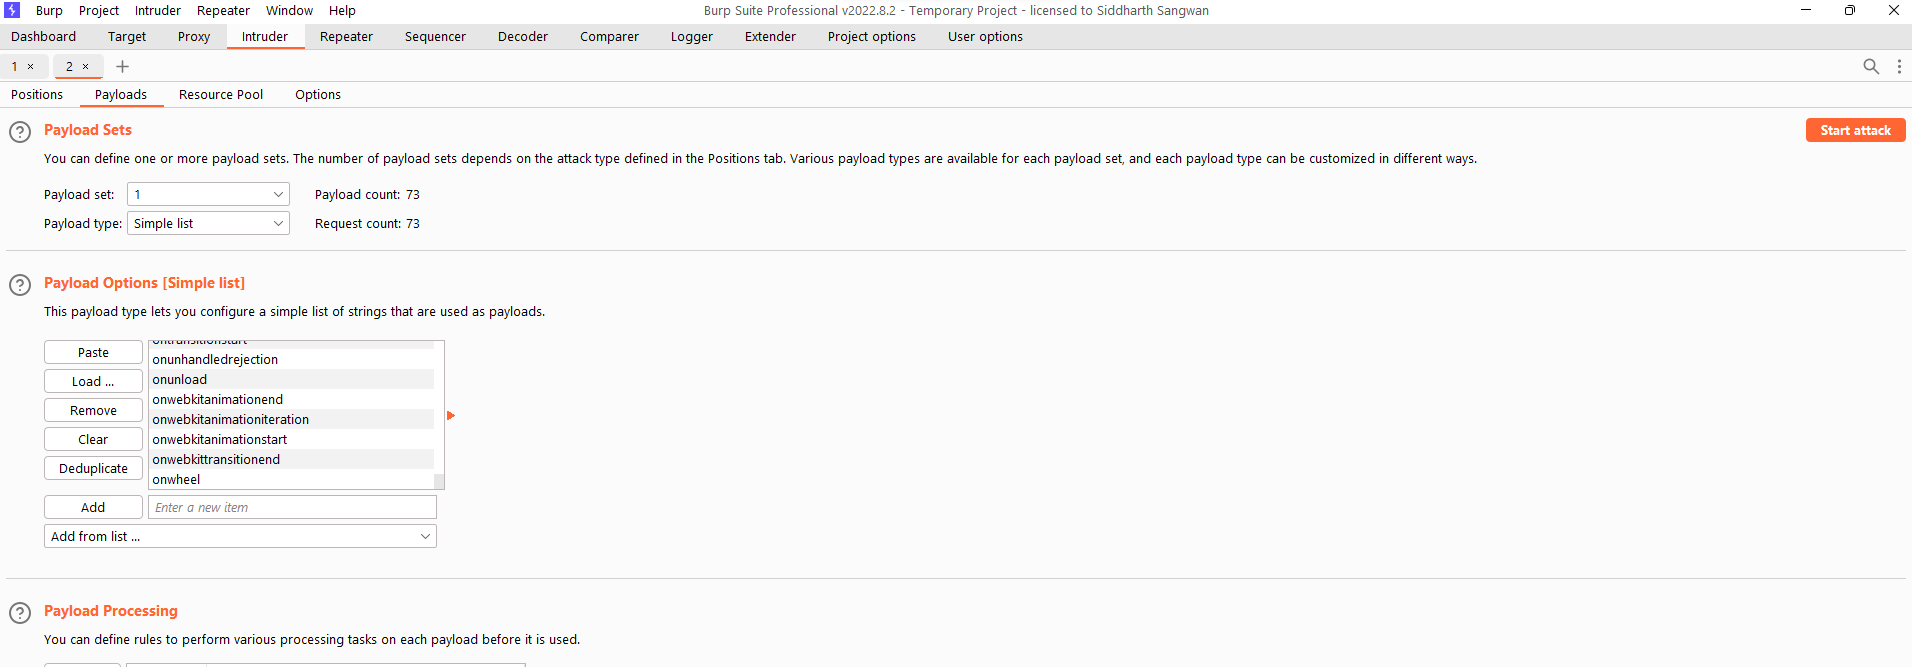 Burp Project Intruder Repeater Window Help Burp Suite Professional v2022.8.2 - Temporary Project - licensed to Siddharth Sangwan
Dashboard Target Proxy Intruder Repeater Sequencer Decoder Comparer Logger Extender Project options User options
1 × 2 × +
Positions Payloads Resource Pool Options
? Payload Sets Start attack
You can define one or more payload sets. The number of payload sets depends on the attack type defined in the Positions tab. Various payload types are available for each payload set, and each payload type can be customized in different ways.
Payload set: 1 Payload count: 73
Payload type: Simple list Request count: 73
? Payload Options [Simple list]
This payload type lets you configure a simple list of strings that are used as payloads.
ontransitionstart
Paste
onunhandledrejection
Load ... onunload
onwebkitanimationend
Remove onwebkitanimationiteration
Clear onwebkitanimationstart
Deduplicate onwebkittransitionend
onwheel
Add Enter a new item
Add from list ...
? Payload Processing
You can define rules to perform various processing tasks on each payload before it is used.